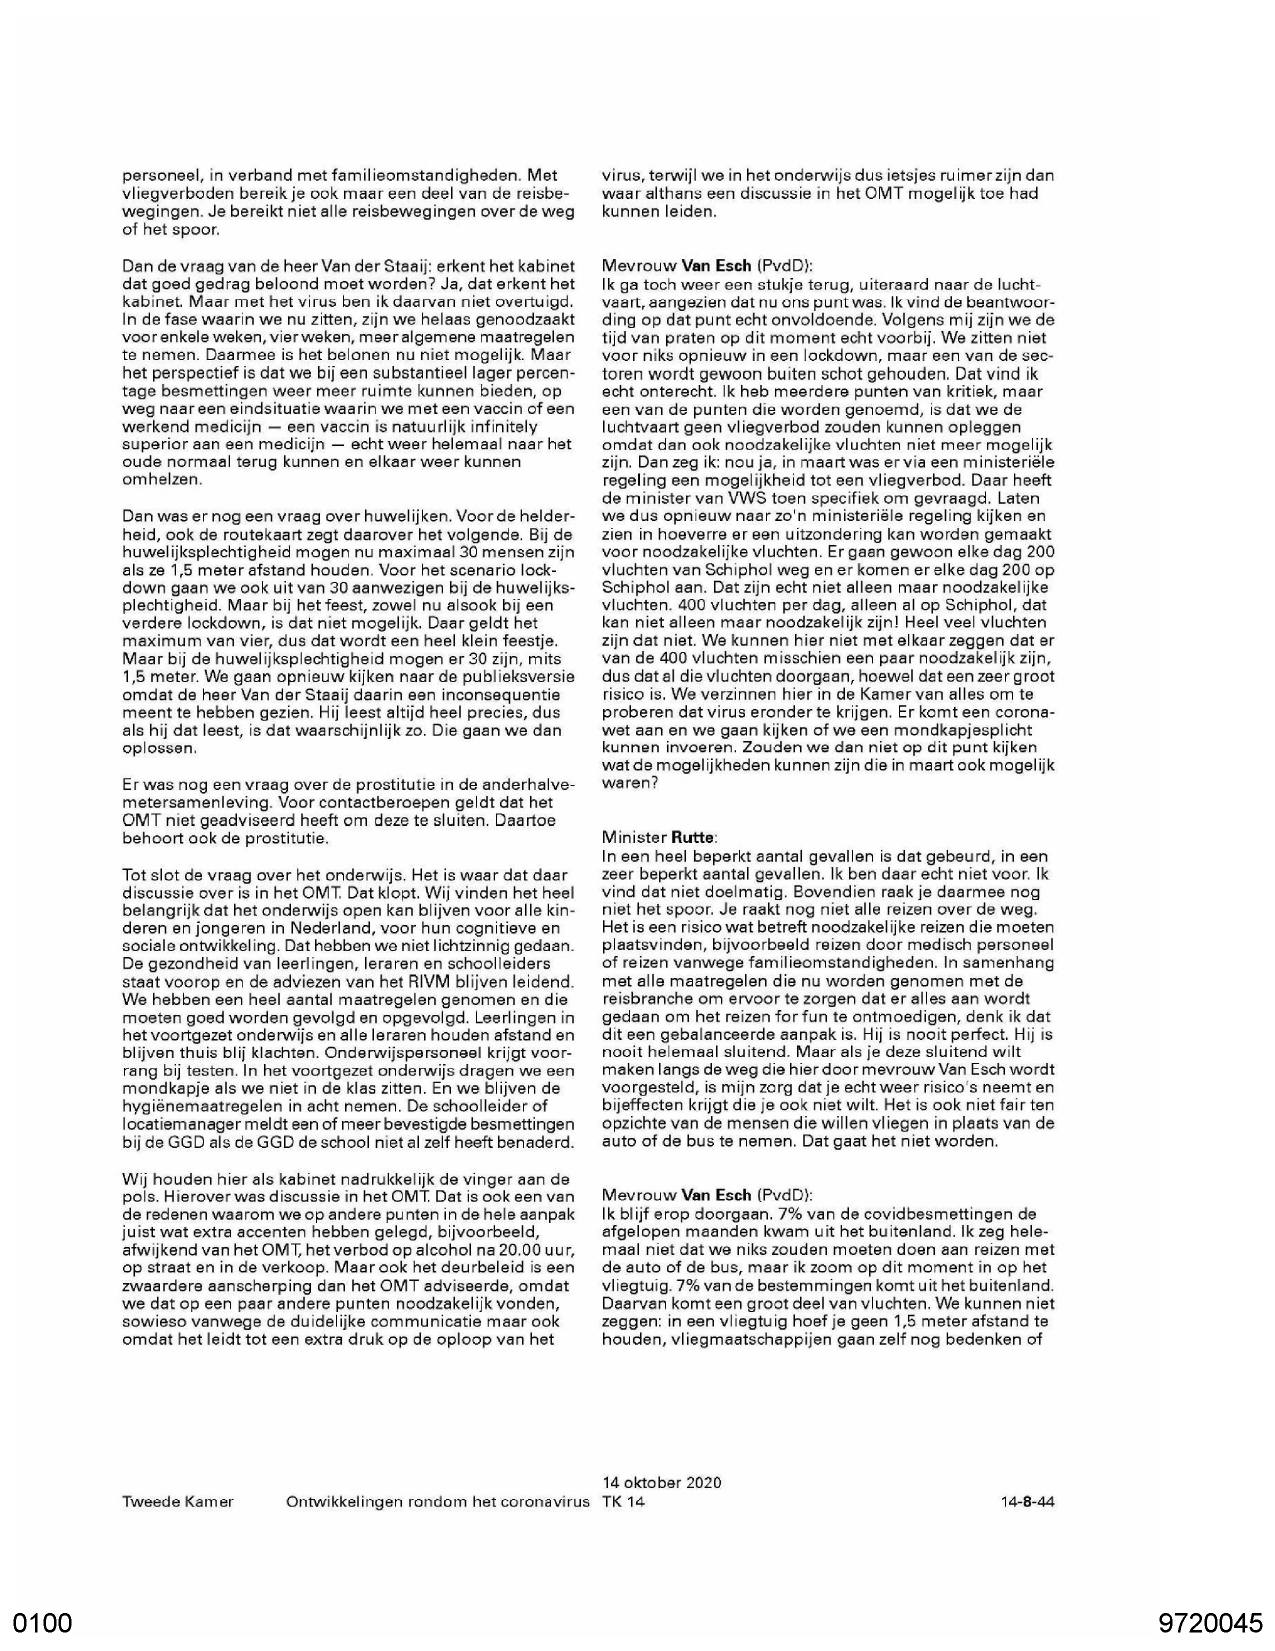 personeel, in verband met familieomstandigheden. Met
vliegverboden bereik je ook maar een deel van de reisbe-
wegingen. Je bereikt niet alle reisbewegingen over de weg
of het spoor.
Dan de vraag van de heer Van der Staaij: erkent het kabinet
dat goed gedrag beloond moet worden? Ja, dat erkent het
kabinet. Maar met het virus ben ik daarvan niet overtuigd.
In de fase waarin we nu zitten, zijn we helaas genoodzaakt
voor enkele weken, vier weken, meer algemene maatregelen
te nemen. Daarmee is het belonen nu niet mogelijk. Maar
het perspectief is dat we bij een substantieel lager percen-
tage besmettingen weer meer ruimte kunnen bieden, op
weg naar een eindsituatie waarin we met een vaccin of een
werkend medicijn — een vaccin is natuurlijk infinitely
superior aan een medicijn — echt weer helemaal naar het
oude normaal terug kunnen en elkaar weer kunnen
omhelzen.
Dan was er nog een vraag over huwelijken. Voor de helder-
heid, ook de routekaart zegt daarover het volgende. Bij de
huwelijksplechtigheid mogen nu maximaal 30 mensen zijn
als ze 1,5 meter afstand houden. Voor het scenario lock-
down gaan we ook uit van 30 aanwezigen bij de huwelijks-
plechtigheid. Maar bij het feest, zowel nu alsook bij een
verdere lockdown, is dat niet mogelijk. Daar geldt het
maximum van vier, dus dat wordt een heel klein feestje.
Maar bij de huwelijksplechtigheid mogen er 30 zijn, mits
1,5 meter. We gaan opnieuw kijken naar de publieksversie
omdat de heer Van der Staaij daarin een inconsequentie
meent te hebben gezien. Hij leest altijd heel precies, dus
als hij dat leest, is dat waarschijnlijk zo. Die gaan we dan
oplossen.
Er was nog een vraag over de prostitutie in de anderhalve-
metersamenleving. Voor contactberoepen geldt dat het
OMT niet geadviseerd heeft om deze te sluiten. Daartoe
behoort ook de prostitutie.
Tot slot de vraag over het onderwijs. Het is waar dat daar
discussie over is in het OMT. Dat klopt. Wij vinden het heel
belangrijk dat het onderwijs open kan blijven voor alle kin-
deren en jongeren in Nederland, voor hun cognitieve en
sociale ontwikkeling. Dat hebben we niet lichtzinnig gedaan.
De gezondheid van leerlingen, leraren en schoolleiders
staat voorop en de adviezen van het RIVM blijven leidend.
We hebben een heel aantal maatregelen genomen en die
moeten goed worden gevolgd en opgevolgd. Leerlingen in
het voortgezet onderwijs en alle leraren houden afstand en
blijven thuis blij klachten. Onderwijspersoneel krijgt voor-
rang bij testen. In het voortgezet onderwijs dragen we een
mondkapje als we niet in de klas zitten. En we blijven de
hygiënemaatregelen in acht nemen. De schoolleider of
locatiemanager meldt een of meer bevestigde besmettingen
bij de GGD als de GGD de school niet al zelf heeft benaderd.
Wij houden hier als kabinet nadrukkelijk de vinger aan de
pols. Hierover was discussie in het OMT. Dat is ook een van
de redenen waarom we op andere punten in de hele aanpak
juist wat extra accenten hebben gelegd, bijvoorbeeld,
afwijkend van het OMT, het verbod op alcohol na 20.00 uur,
op straat en in de verkoop. Maar ook het deurbeleid is een
zwaardere aanscherping dan het OMT adviseerde, omdat
we dat op een paar andere punten noodzakelijk vonden,
sowieso vanwege de duidelijke communicatie maar ook
omdat het leidt tot een extra druk op de oploop van het
virus, terwijl we in het onderwijs dus ietsjes ruimer zijn dan
waar althans een discussie in het OMT mogelijk toe had
kunnen leiden.
Mevrouw Van Esch (PvdD):
Ik ga toch weer een stukje terug, uiteraard naar de lucht-
vaart, aangezien dat nu ons punt was. Ik vind de beantwoor-
ding op dat punt echt onvoldoende. Volgens mij zijn we de
tijd van praten op dit moment echt voorbij. We zitten niet
voor niks opnieuw in een lockdown, maar een van de sec-
toren wordt gewoon buiten schot gehouden. Dat vind ik
echt onterecht. Ik heb meerdere punten van kritiek, maar
een van de punten die worden genoemd, is dat we de
luchtvaart geen vliegverbod zouden kunnen opleggen
omdat dan ook noodzakelijke vluchten niet meer mogelijk
zijn. Dan zeg ik: nou ja, in maart was er via een ministeriële
regeling een mogelijkheid tot een vliegverbod. Daar heeft
de minister van VWS toen specifiek om gevraagd. Laten
we dus opnieuw naar zo'n ministeriële regeling kijken en
zien in hoeverre er een uitzondering kan worden gemaakt
voor noodzakelijke vluchten. Er gaan gewoon elke dag 200
vluchten van Schiphol weg en er komen er elke dag 200 op
Schiphol aan. Dat zijn echt niet alleen maar noodzakelijke
vluchten. 400 vluchten per dag, alleen al op Schiphol, dat
kan niet alleen maar noodzakelijk zijn! Heel veel vluchten
zijn dat niet. We kunnen hier niet met elkaar zeggen dat er
van de 400 vluchten misschien een paar noodzakelijk zijn,
dus dat al die vluchten doorgaan, hoewel dat een zeer groot
risico is. We verzinnen hier in de Kamer van alles om te
proberen dat virus eronder te krijgen. Er komt een corona-
wet aan en we gaan kijken of we een mondkapjesplicht
kunnen invoeren. Zouden we dan niet op dit punt kijken
wat de mogelijkheden kunnen zijn die in maart ook mogelijk
waren?
Minister Rutte:
In een heel beperkt aantal gevallen is dat gebeurd, in een
zeer beperkt aantal gevallen. Ik ben daar echt niet voor. Ik
vind dat niet doelmatig. Bovendien raak je daarmee nog
niet het spoor. Je raakt nog niet alle reizen over de weg.
Het is een risico wat betreft noodzakelijke reizen die moeten
plaatsvinden, bijvoorbeeld reizen door medisch personeel
of reizen vanwege familieomstandigheden. In samenhang
met alle maatregelen die nu worden genomen met de
reisbranche om ervoor te zorgen dat er alles aan wordt
gedaan om het reizen for fun te ontmoedigen, denk ik dat
dit een gebalanceerde aanpak is. Hij is nooit perfect. Hij is
nooit helemaal sluitend. Maar als je deze sluitend wilt
maken langs de weg die hier door mevrouw Van Esch wordt
voorgesteld, is mijn zorg dat je echt weer risico's neemt en
bijeffecten krijgt die je ook niet wilt. Het is ook niet fair ten
opzichte van de mensen die willen vliegen in plaats van de
auto of de bus te nemen. Dat gaat het niet worden.
Mevrouw Van Esch (PvdD):
Ik blijf erop doorgaan. 7% van de covidbesmettingen de
afgelopen maanden kwam uit het buitenland. Ik zeg hele-
maal niet dat we niks zouden moeten doen aan reizen met
de auto of de bus, maar ik zoom op dit moment in op het
vliegtuig. 7% van de bestemmingen komt uit het buitenland.
Daarvan komt een groot deel van vluchten. We kunnen niet
zeggen: in een vliegtuig hoef je geen 1,5 meter afstand te
houden, vliegmaatschappijen gaan zelf nog bedenken of
14 oktober 2020
Tweede Kamer Ontwikkelingen rondom het coronavirus TK 14 14-8-44
0100 9720045